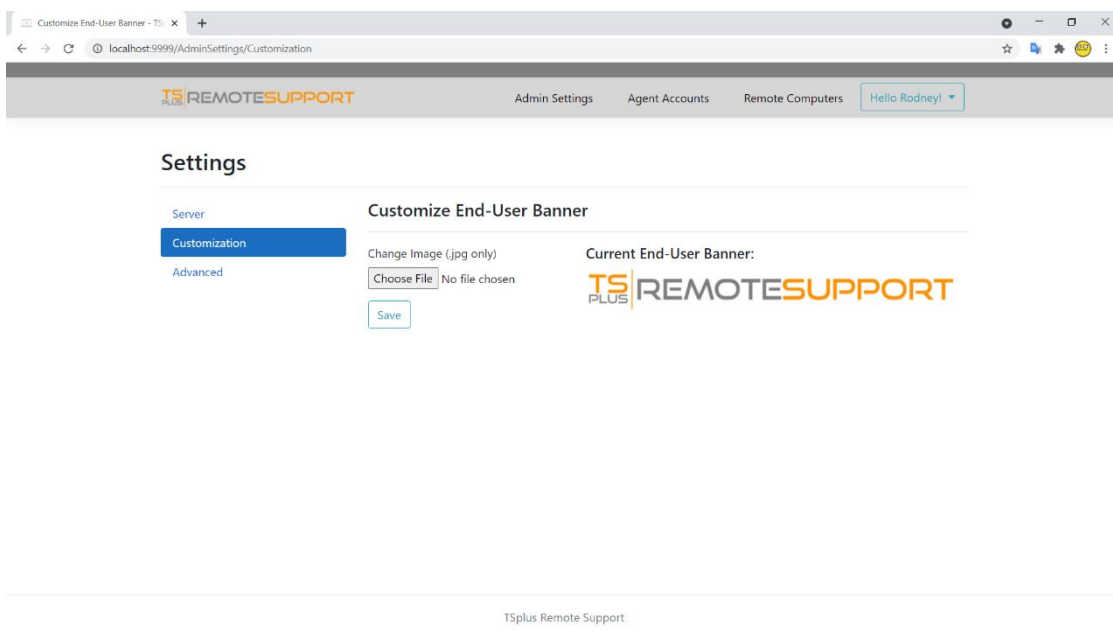 Customize End-User Banner - TS
localhost:9999/AdminSettings/Customization
TS PLUS REMOTESUPPORT
Admin Settings
Agent Accounts
Remote Computers
Hello Rodney!
Settings
Server
Customization
Advanced
Customize End-User Banner
Change Image (.jpg only)
Choose File No file chosen
Save
Current End-User Banner:
TS PLUS REMOTESUPPORT
TSplus Remote Support